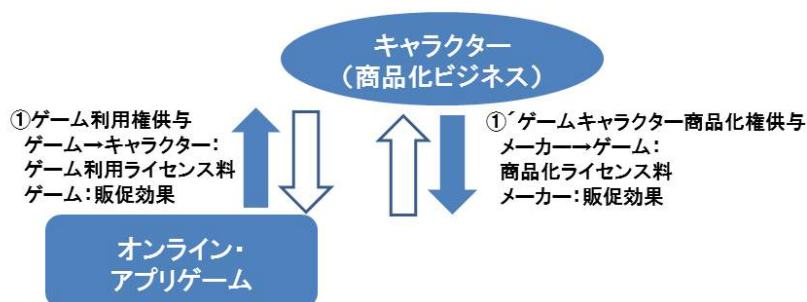 キャラクター
（商品化ビジネス）
①ゲーム利用権供与
ゲーム→キャラクター：
ゲーム利用ライセンス料
ゲーム：販促効果
①´ゲームキャラクター商品化権供与
メーカー→ゲーム：
商品化ライセンス料
メーカー：販促効果
オンライン・
アプリゲーム